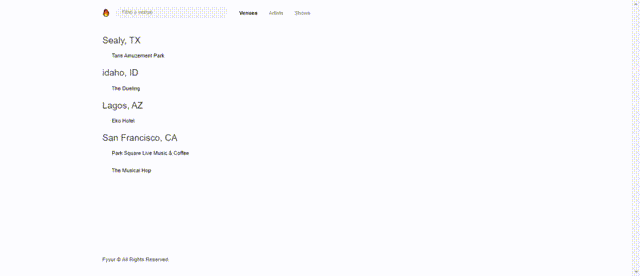 Find a venue
Venues Artists Shows
Sealy, TX
Tans Amuzement Park
idaho, ID
The Dueling
Lagos, AZ
Eko Hotel
San Francisco, CA
Park Square Live Music & Coffee
The Musical Hop
Fyyur © All Rights Reserved